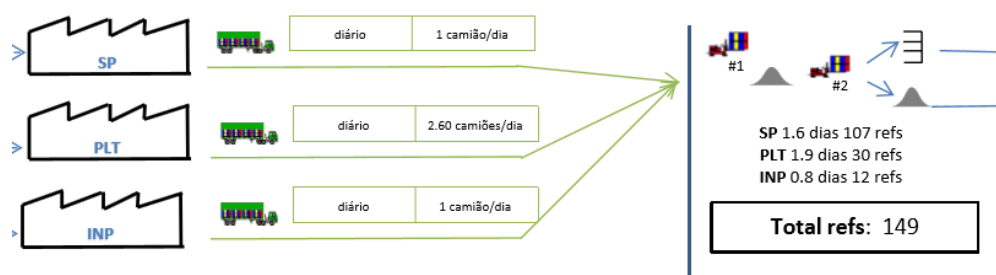 SP
diário 1 camião/dia
PLT
diário 2.60 camiões/dia
INP
diário 1 camião/dia
#1
#2
SP 1.6 dias 107 refs
PLT 1.9 dias 30 refs
INP 0.8 dias 12 refs
Total refs: 149